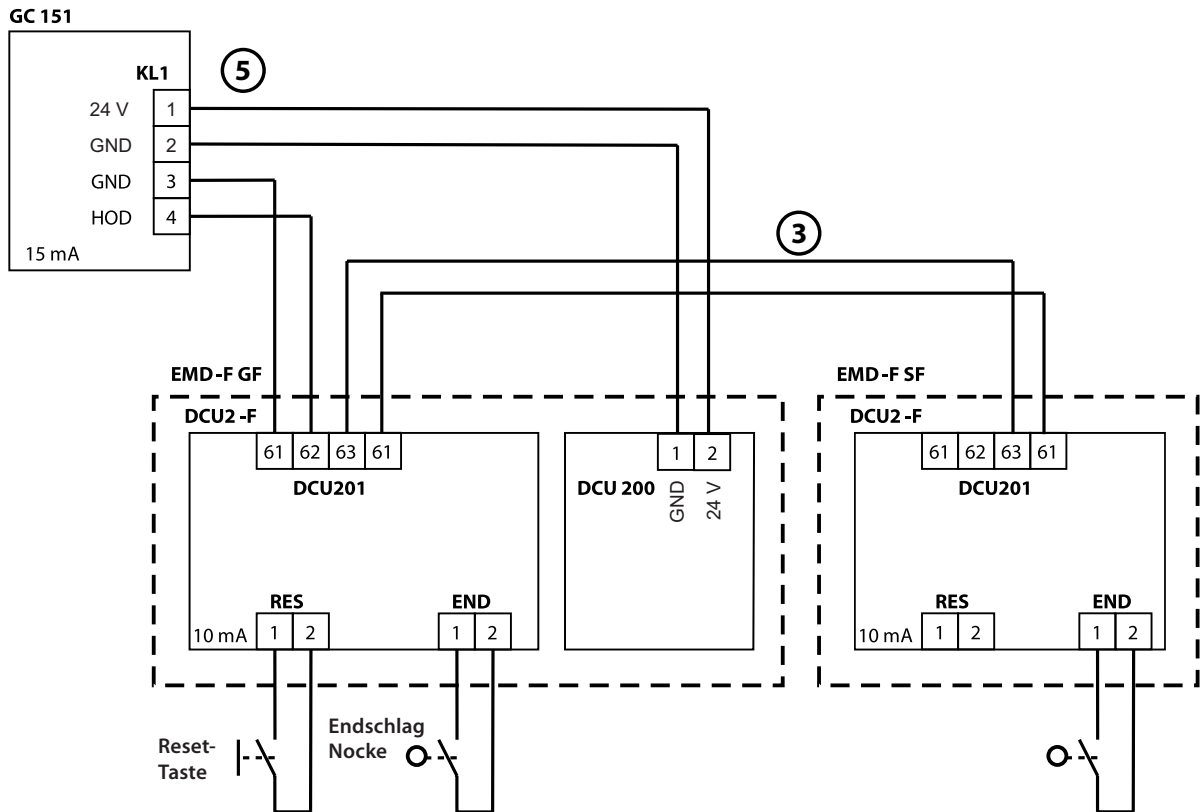 GC 151
KL1
5
24 V 1
GND 2
GND 3
HOD 4
15 mA
3
EMD-F GF
EMD-F SF
DCU2-F
DCU2-F
61 62 63 61
1 2
61 62 63 61
DCU201
DCU 200
GND
24 V
DCU201
RES
END
RES
END
10 mA
1 2
1 2
10 mA
1 2
1 2
Reset-
Taste
Endschlag
Nocke